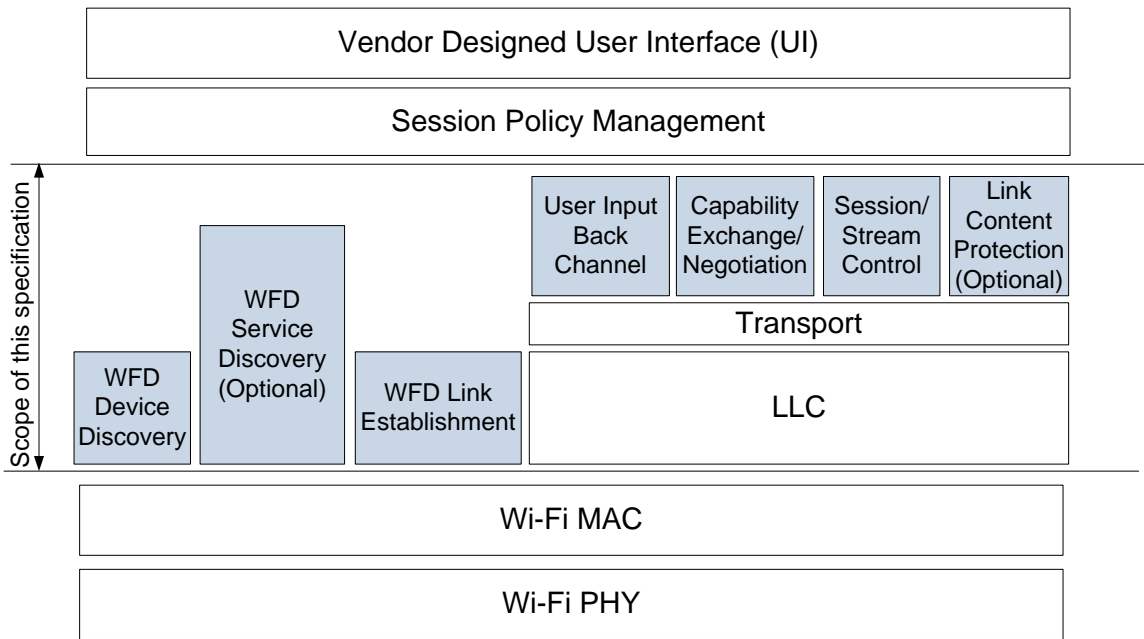 Vendor Designed User Interface (UI)
Session Policy Management
Scope of this specification
User Input
Back
Channel
Capability
Exchange/
Negotiation
Session/
Stream
Control
Link
Content
Protection
(Optional)
Transport
LLC
WFD
Device
Discovery
WFD
Service
Discovery
(Optional)
WFD Link
Establishment
Wi-Fi MAC
Wi-Fi PHY